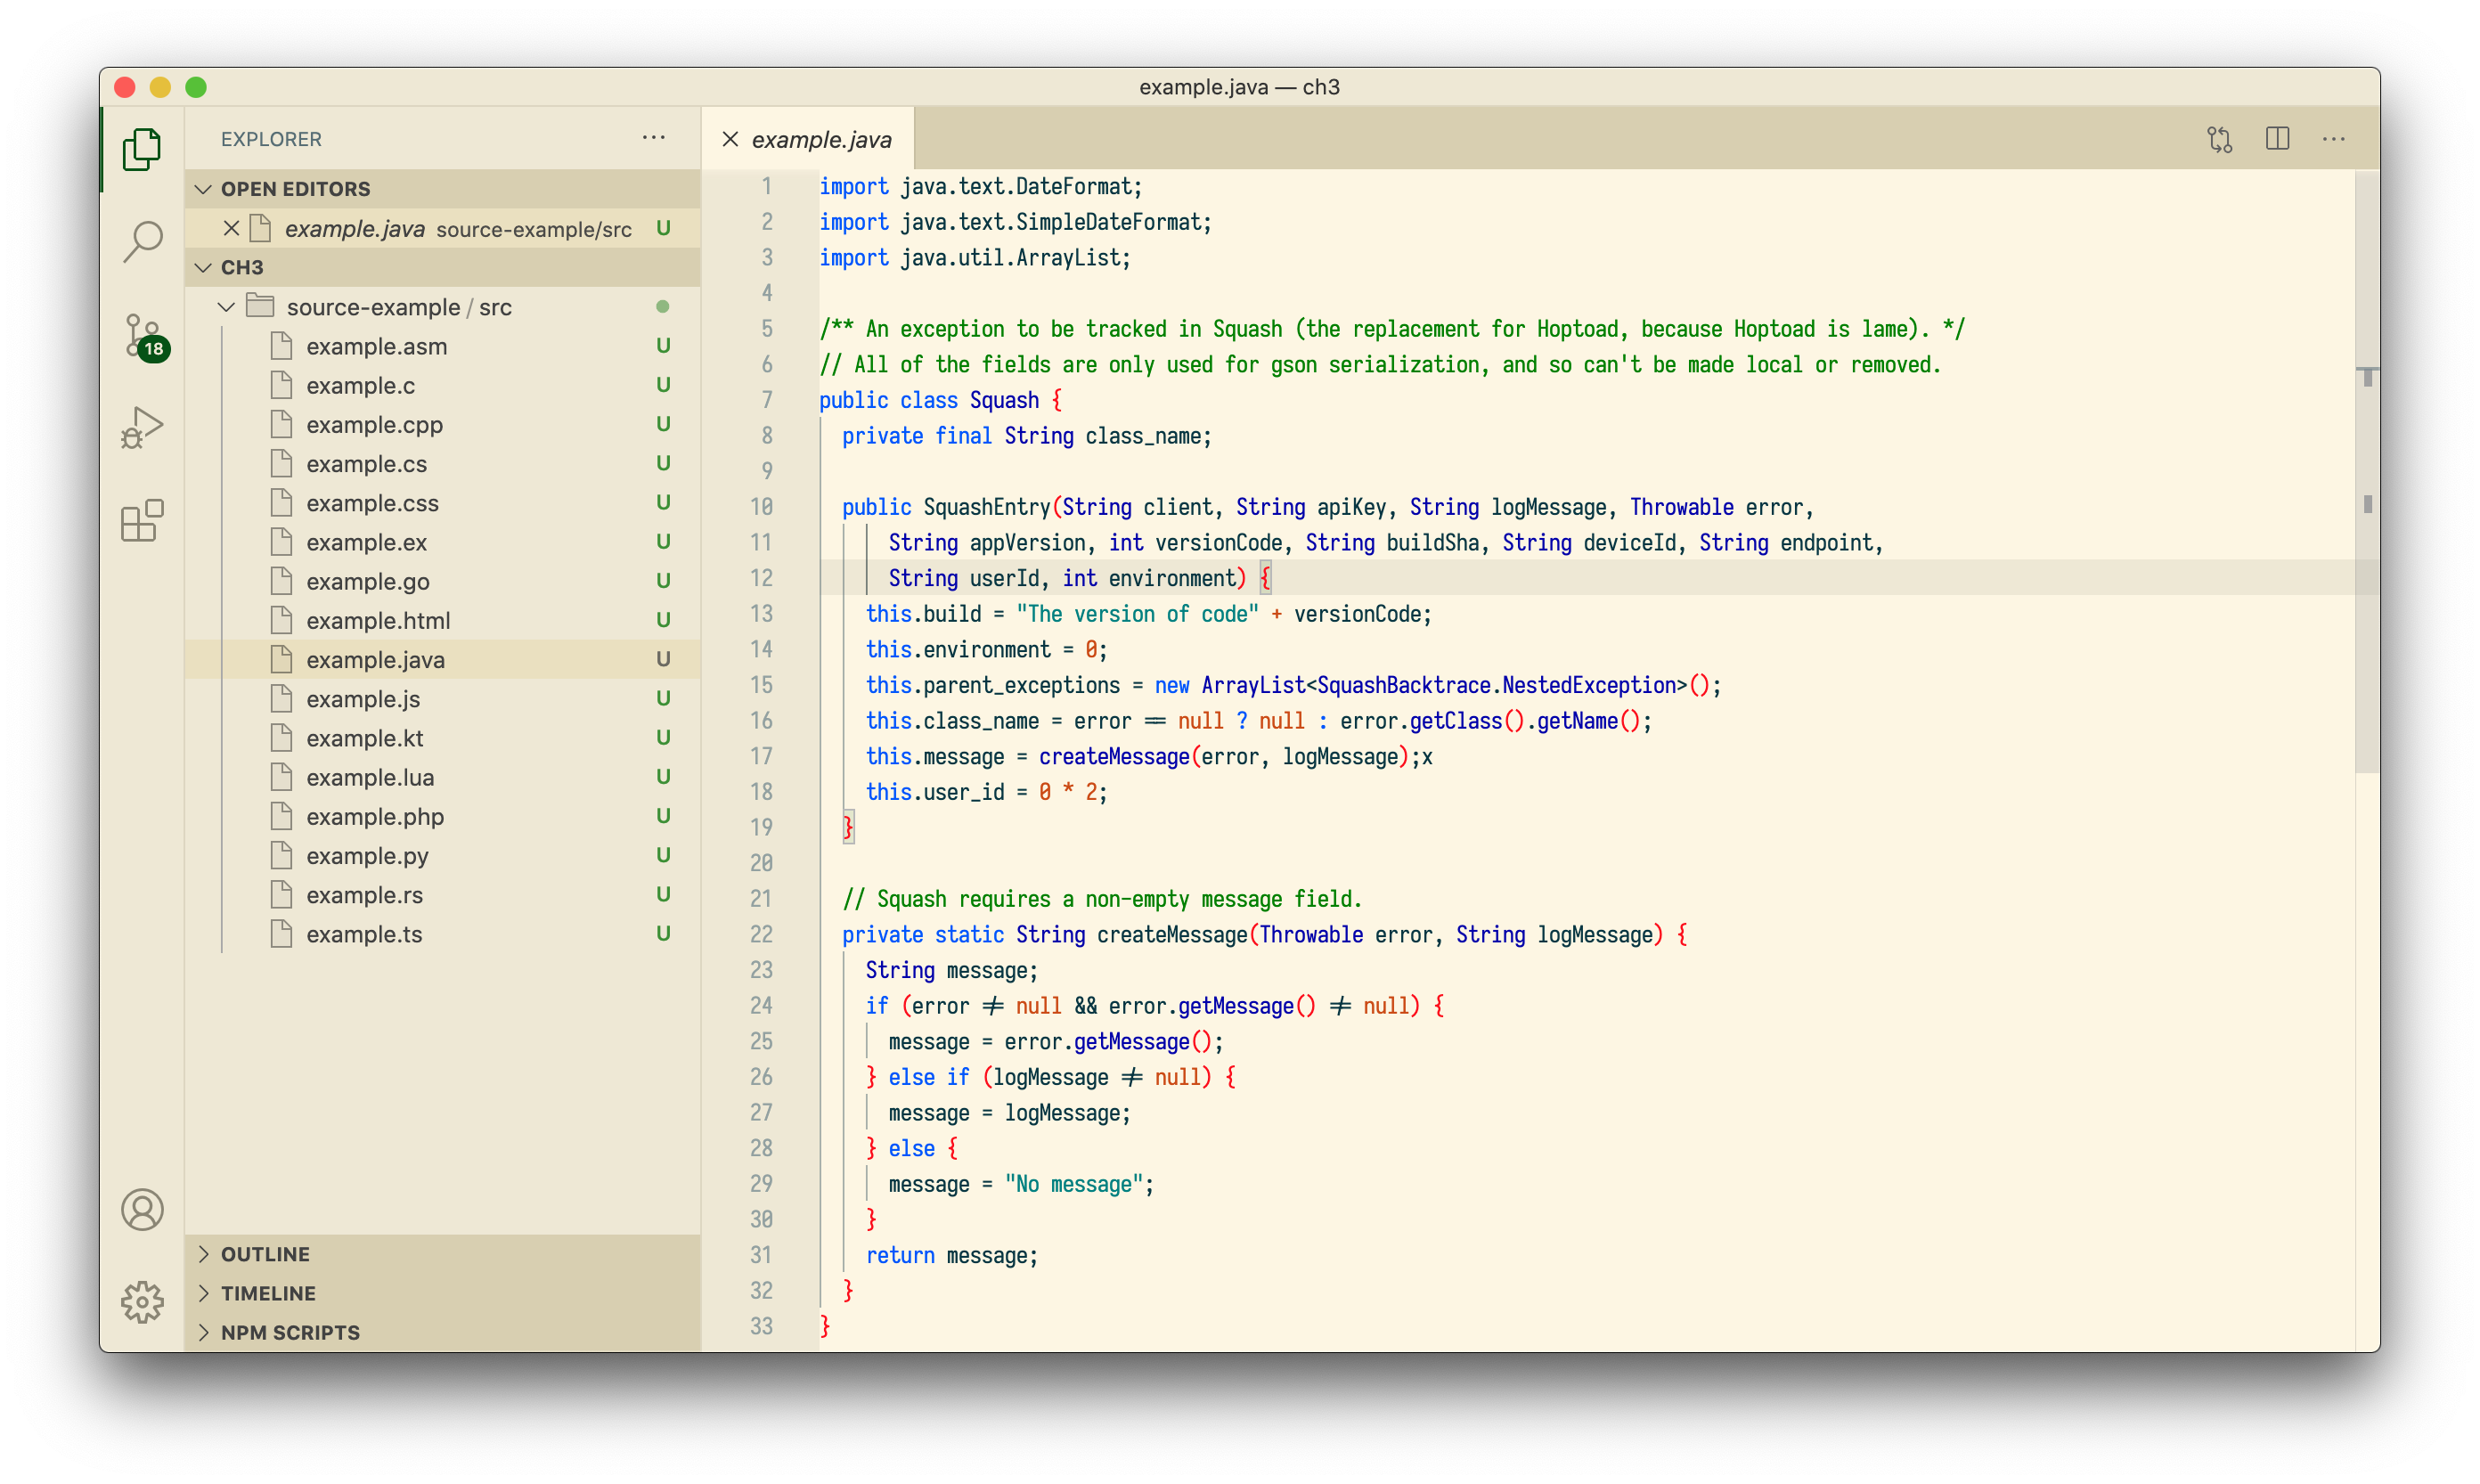 example.java — ch3
EXPLORER
OPEN EDITORS
example.java source-example/src U
CH3
source-example / src
example.asm U
example.c U
example.cpp U
example.cs U
example.css U
example.ex U
example.go U
example.html U
example.java U
example.js U
example.kt U
example.lua U
example.php U
example.py U
example.rs U
example.ts U
OUTLINE
TIMELINE
NPM SCRIPTS
18
example.java
1 import java.text.DateFormat;
2 import java.text.SimpleDateFormat;
3 import java.util.ArrayList;
4
5 /** An exception to be tracked in Squash (the replacement for Hoptoad, because Hoptoad is lame). */
6 // All of the fields are only used for gson serialization, and so can't be made local or removed.
7 public class Squash {
8 private final String class_name;
9
10 public SquashEntry(String client, String apiKey, String logMessage, Throwable error,
11 String appVersion, int versionCode, String buildSha, String deviceId, String endpoint,
12 String userId, int environment) {
13 this.build = "The version of code" + versionCode;
14 this.environment = 0;
15 this.parent_exceptions = new ArrayList<SquashBacktrace.NestedException>();
16 this.class_name = error == null ? null : error.getClass().getName();
17 this.message = createMessage(error, logMessage);x
18 this.user_id = 0 * 2;
19 }
20
21 // Squash requires a non-empty message field.
22 private static String createMessage(Throwable error, String logMessage) {
23 String message;
24 if (error != null && error.getMessage() != null) {
25 message = error.getMessage();
26 } else if (logMessage != null) {
27 message = logMessage;
28 } else {
29 message = "No message";
30 }
31 return message;
32 }
33 }